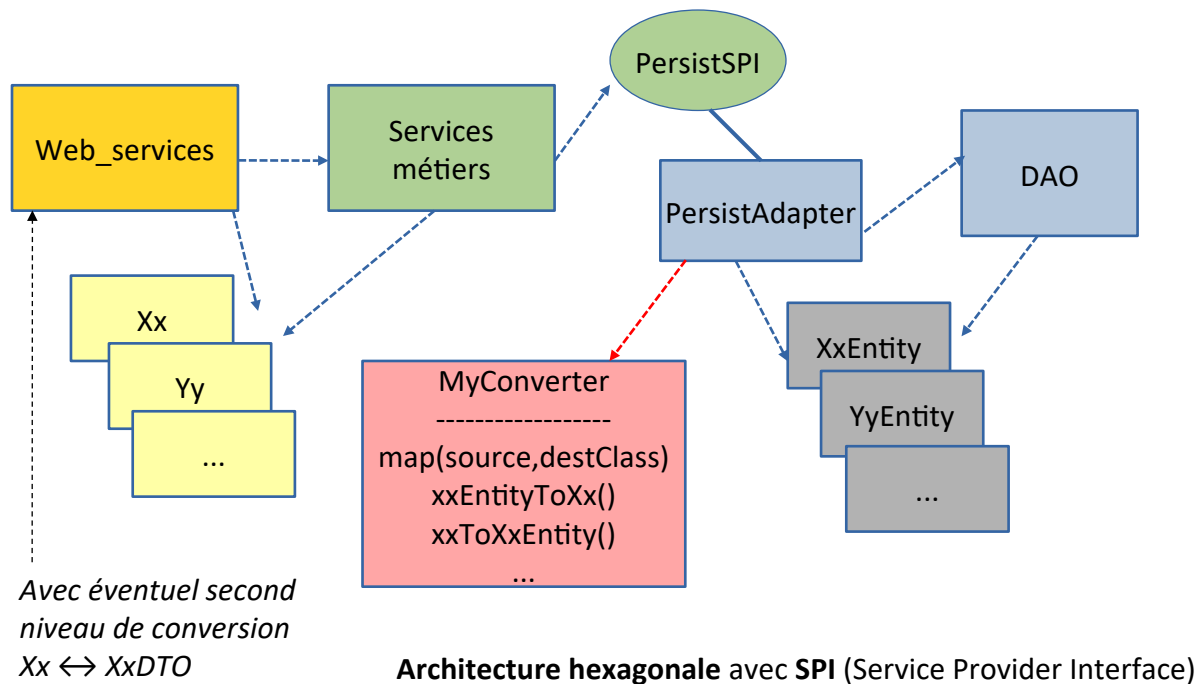 PersistSPI
Web_services
Services
métiers
DAO
PersistAdapter
Xx
Yy
...
MyConverter
-----------------
map(source,destClass)
xxEntityToXx()
xxToXxEntity()
...
XxEntity
YyEntity
...
Avec éventuel second
niveau de conversion
Xx ↔ XxDTO
Architecture hexagonale avec SPI (Service Provider Interface)